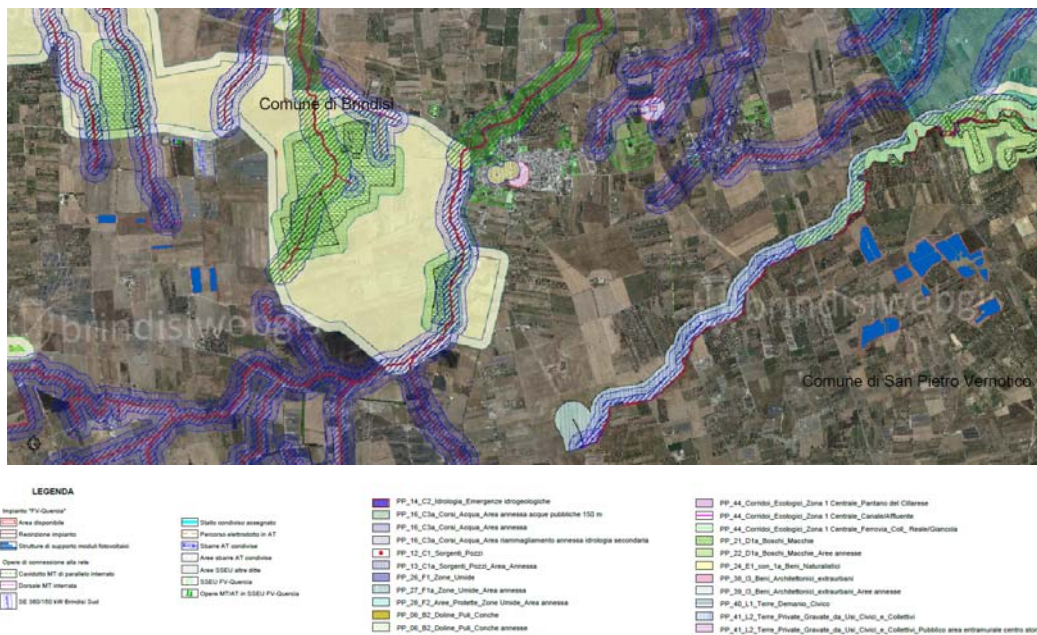 Comune di Brindisi
brindisiwebgis
brindisiwebgis
Comune di San Pietro Vernotico
LEGENDA
Impianto "FV-Quercia"
Area disponibile
Recinzione impianto
Strutture di supporto moduli fotovoltaici
Opere di connessione alla rete
Cavidotto MT di parallelo interrato
Dorsale MT interrata
SE 380/150 kW Brindisi Sud
Stallo condiviso assegnato
Percorso elettrodotto in AT
Sbarre AT condivise
Aree sbarre AT condivise
Aree SSEU altre ditte
SSEU FV-Quercia
Opere MT/AT in SSEU FV-Quercia
PP_14_C2_Idrologia_Emergenze idrogeologiche
PP_16_C3a_Corsi_Acqua_Area annessa acque pubbliche 150 m
PP_16_C3a_Corsi_Acqua_Area annessa
PP_16_C3a_Corsi_Acqua_Area riammagliamento annessa idrologia secondaria
PP_12_C1_Sorgenti_Pozzi
PP_13_C1a_Sorgenti_Pozzi_Area_Annessa
PP_26_F1_Zone_Umide
PP_27_F1a_Zone_Umide_Area annessa
PP_28_F2_Aree_Protette_Zone Umide_Area annessa
PP_06_B2_Doline_Puli_Conche
PP_06_B2_Doline_Puli_Conche annesse
PP_44_Corridoi_Ecologici_Zona 1 Centrale_Pantano del Cillarese
PP_44_Corridoi_Ecologici_Zona 1 Centrale_Canale/Affluente
PP_44_Corridoi_Ecologici_Zona 1 Centrale_Ferrovia_Coll_ Reale/Giancola
PP_21_D1a_Boschi_Macchie
PP_22_D1a_Boschi_Macchie_Aree annesse
PP_24_E1_con_1a_Beni_Naturalistici
PP_38_I3_Beni_Architettonici_extraurbani
PP_39_I3_Beni_Architettonici_extraurbani_Aree annesse
PP_40_L1_Terre_Demanio_Civico
PP_41_L2_Terre_Private_Gravate_da_Usi_Civici_e_Collettivi
PP_41_L2_Terre_Private_Gravate_da_Usi_Civici_e_Collettivi_Pubblico area entramurale centro stor